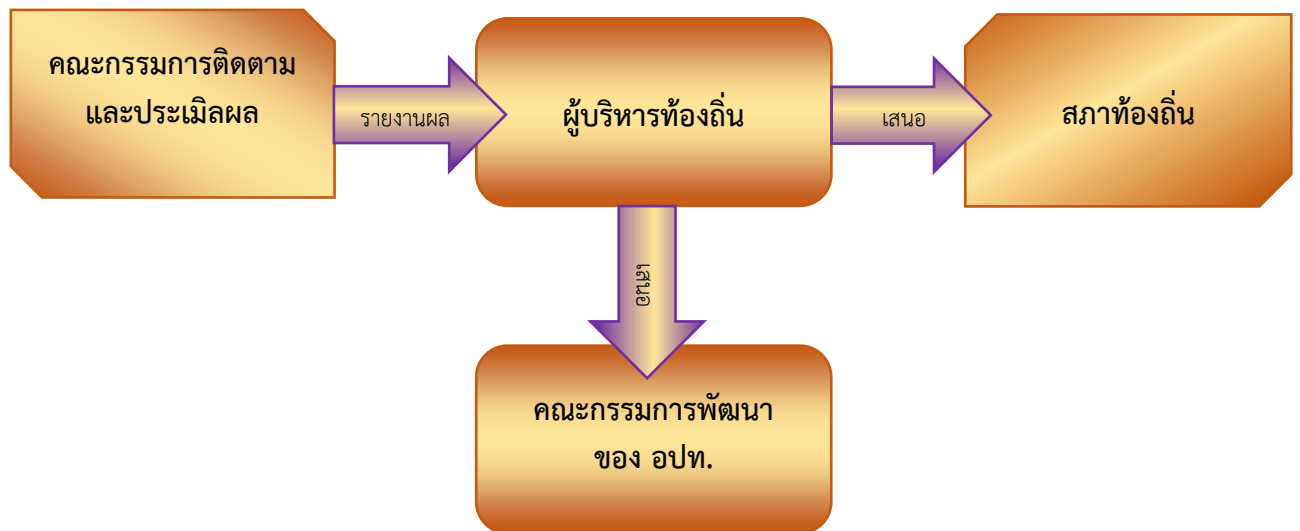 คณะกรรมการติดตาม
และประเมิลผล
รายงานผล
ผู้บริหารท้องถิ่น
เสนอ
สภาท้องถิ่น
เสนอ
คณะกรรมการพัฒนา
ของ อปท.